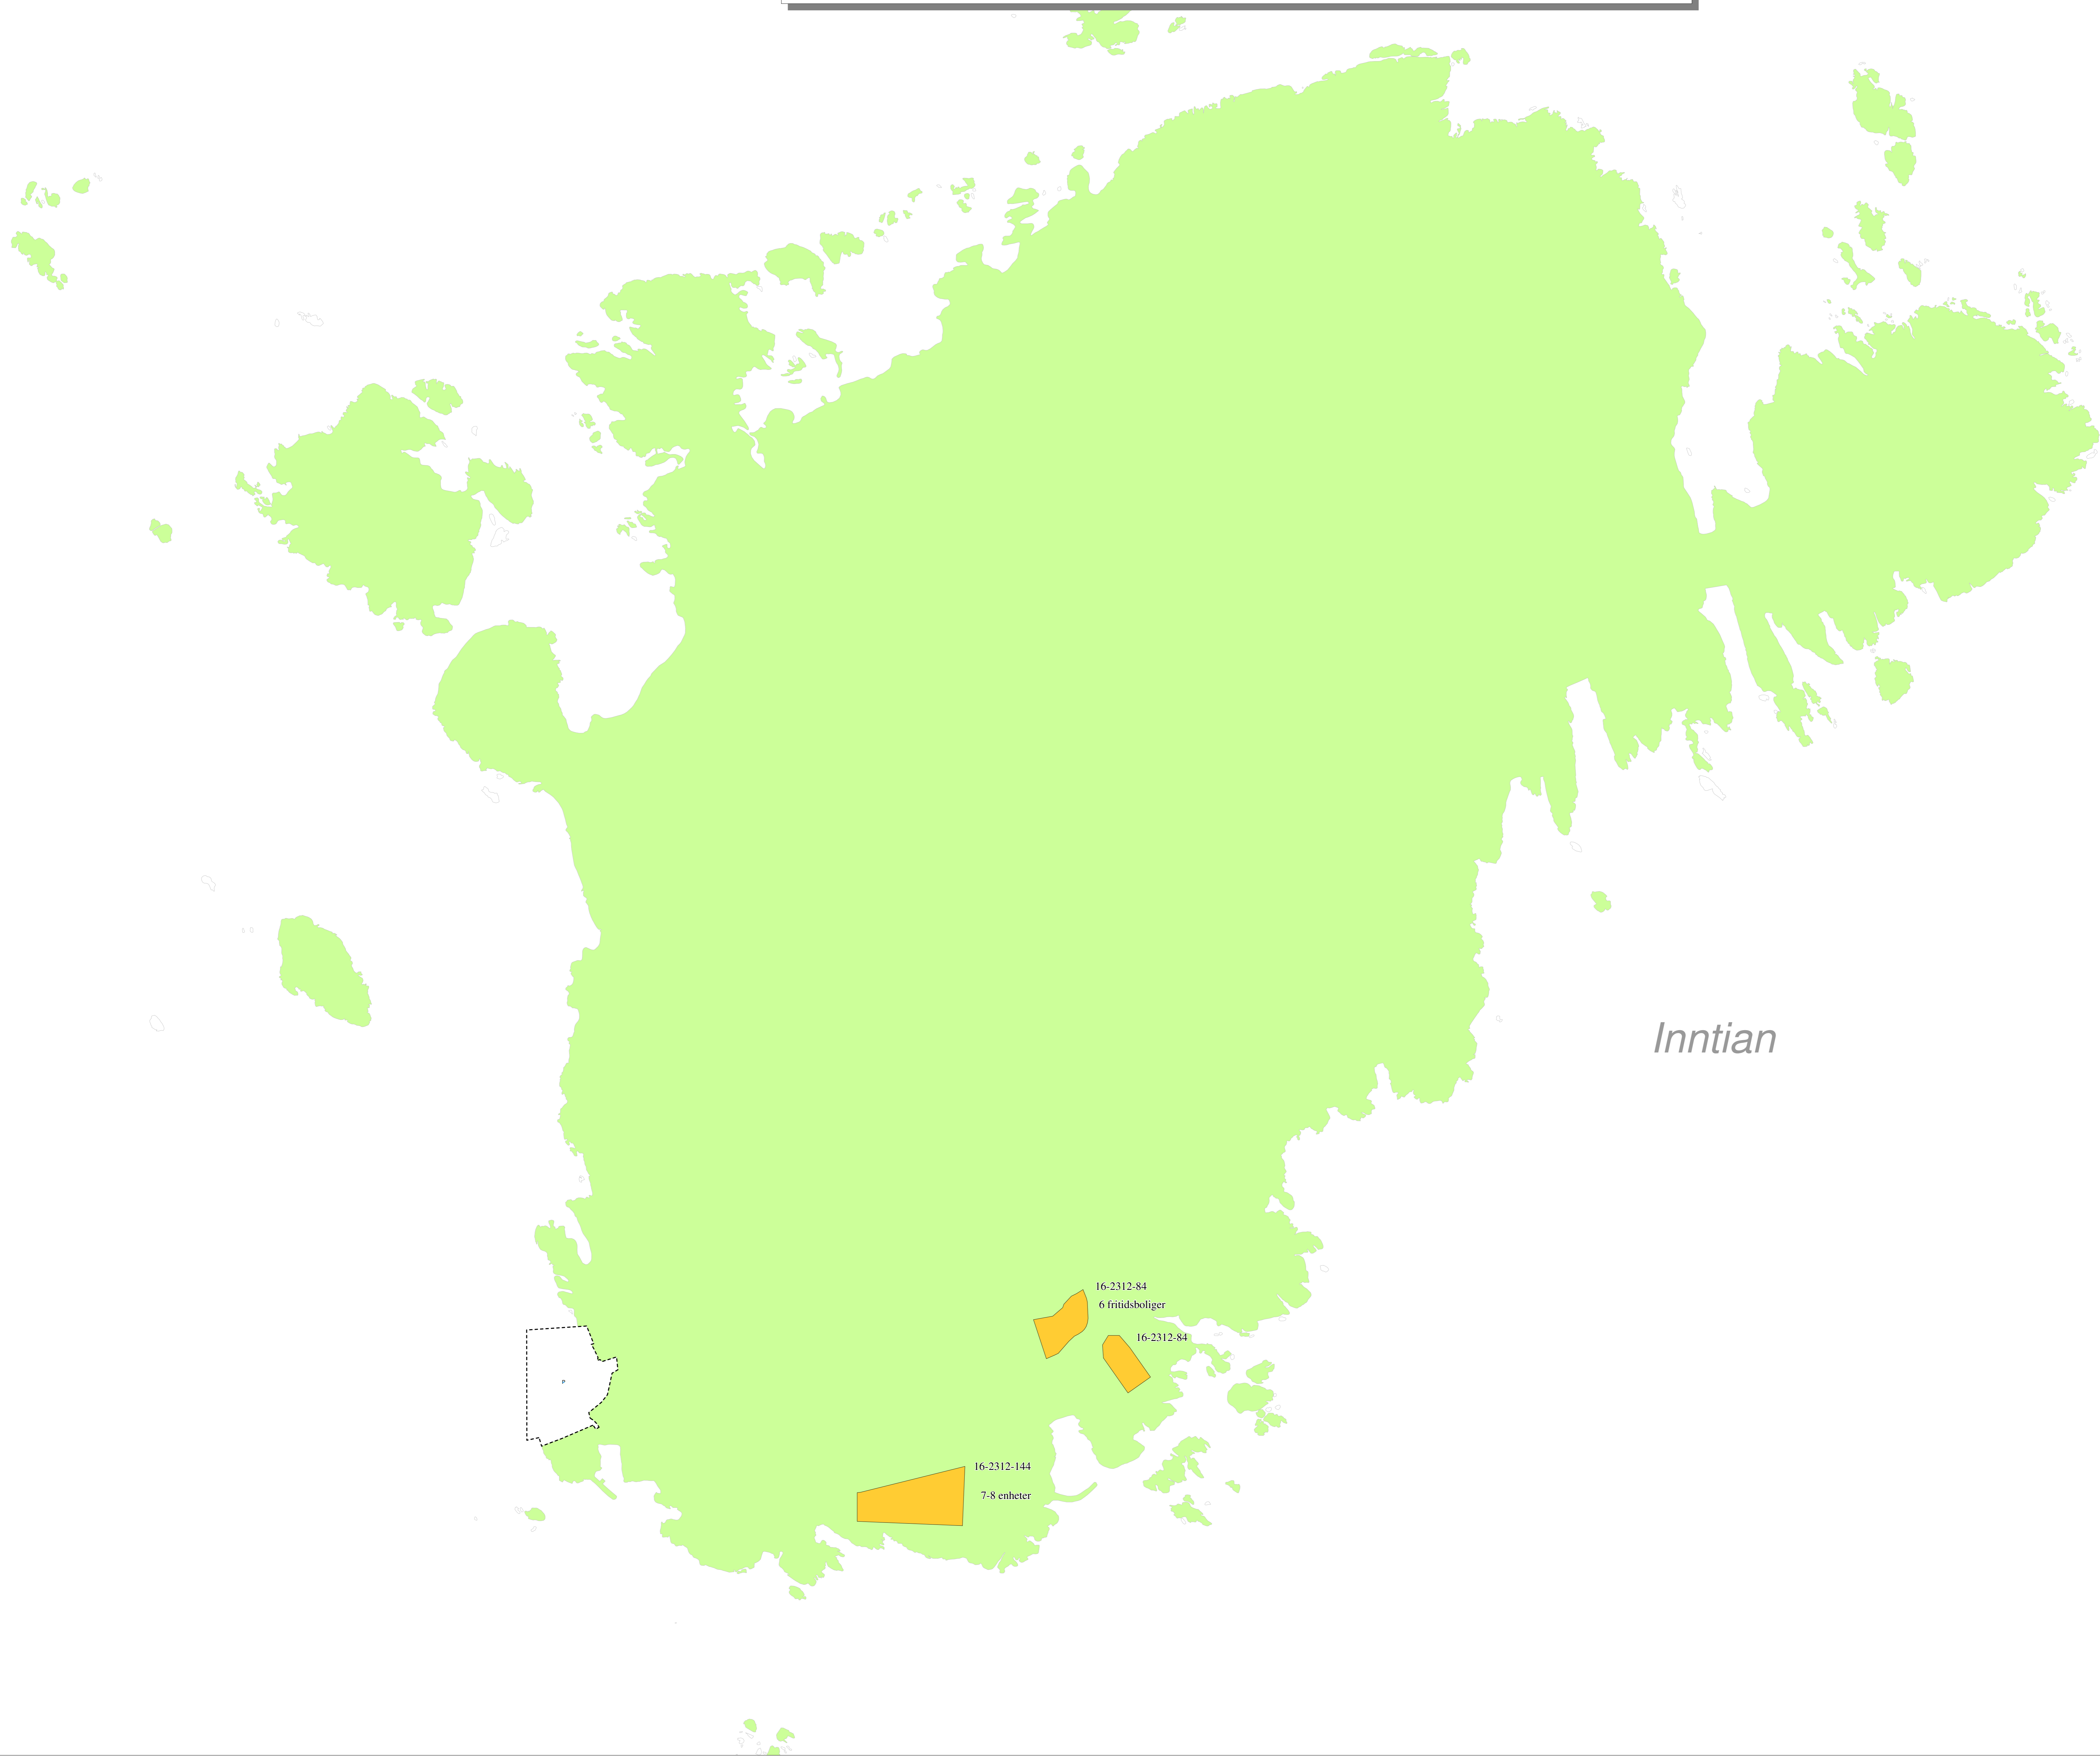 Inntian
16-2312-84
6 fritidsboliger
16-2312-84
16-2312-144
7-8 enheter